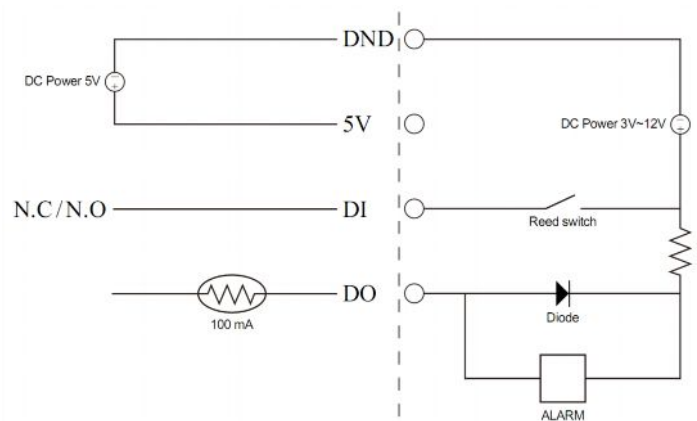 DND
DC Power 5V
5V
DC Power 3V~12V
N.C/N.O
DI
Reed switch
DO
100 mA
Diode
ALARM